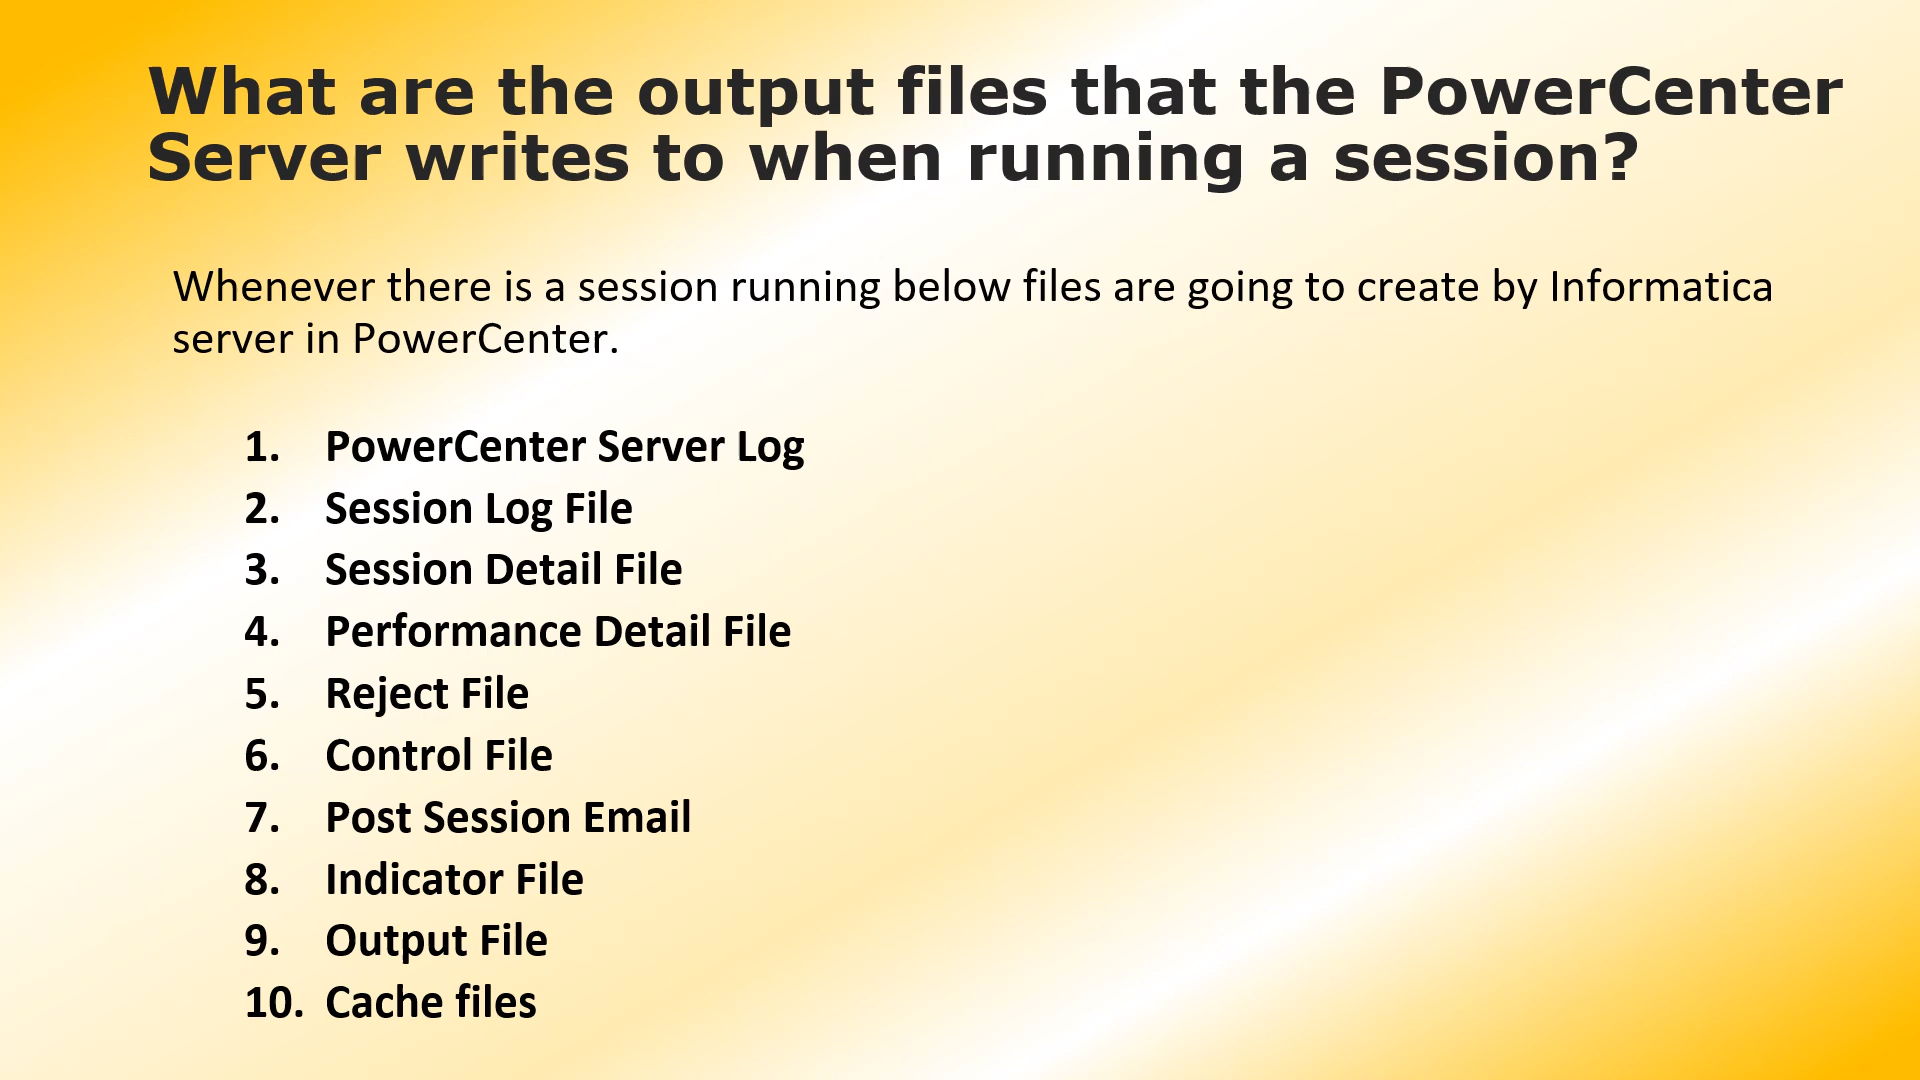 What are the output files that the PowerCenter
Server writes to when running a session?
Whenever there is a session running below files are going to create by Informatica
server in PowerCenter.
1. PowerCenter Server Log
2. Session Log File
3. Session Detail File
4. Performance Detail File
5. Reject File
6. Control File
7. Post Session Email
8. Indicator File
9. Output File
10. Cache files